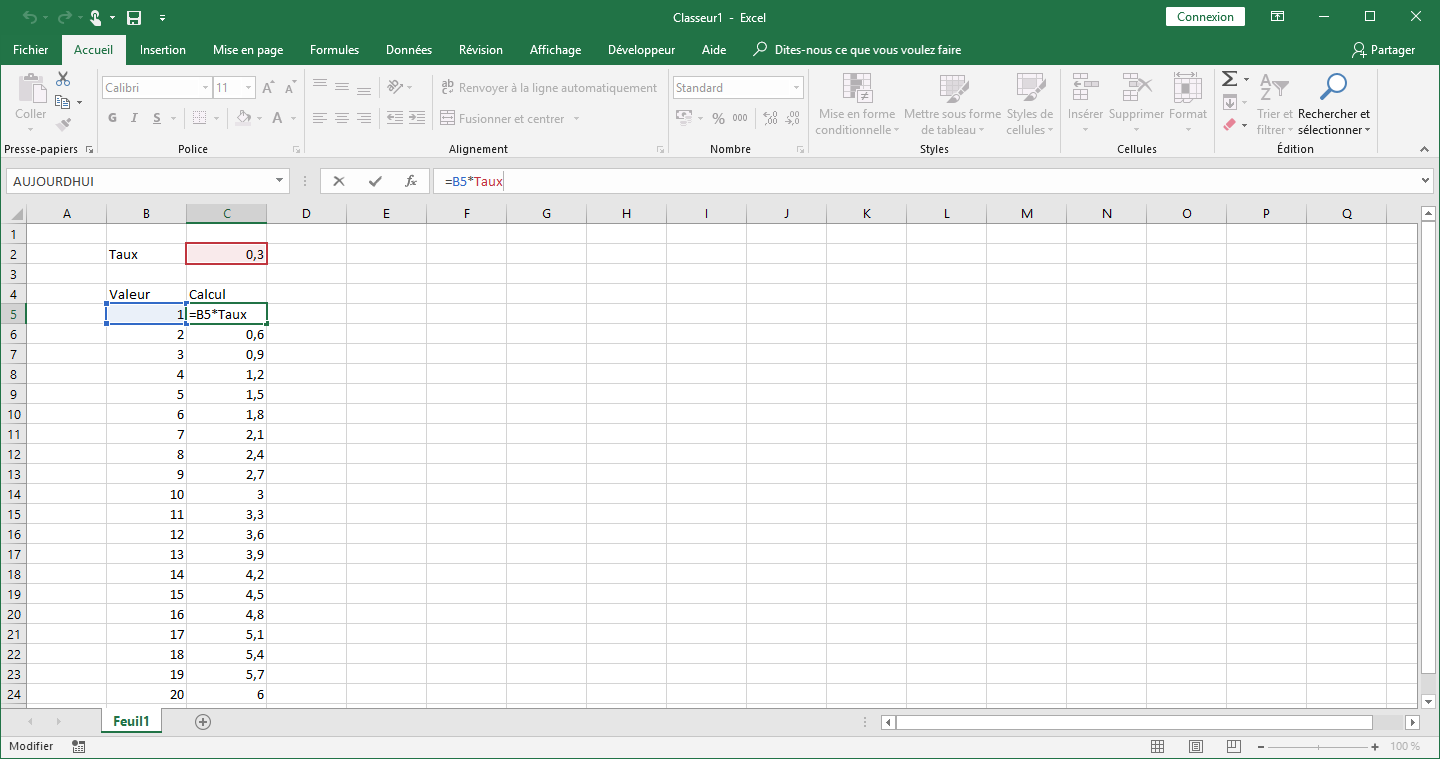 Classeur1 - Excel
Connexion
Fichier Accueil Insertion Mise en page Formules Données Révision Affichage Développeur Aide Dites-nous ce que vous voulez faire Partager
Coller
Presse-papiers
Calibri 11
G I S A
Police
Renvoyer à la ligne automatiquement
Fusionner et centrer
Alignement
Standard
% 000
Nombre
Mise en forme conditionnelle
Mettre sous forme de tableau
Styles de cellules
Styles
Insérer Supprimer Format
Cellules
Trier et filtrer
Rechercher et sélectionner
Édition
AUJOURDHUI fx =B5*Taux
A B C D E F G H I J K L M N O P Q
1
2 Taux 0,3
3
4 Valeur Calcul
5 1 =B5*Taux
6 2 0,6
7 3 0,9
8 4 1,2
9 5 1,5
10 6 1,8
11 7 2,1
12 8 2,4
13 9 2,7
14 10 3
15 11 3,3
16 12 3,6
17 13 3,9
18 14 4,2
19 15 4,5
20 16 4,8
21 17 5,1
22 18 5,4
23 19 5,7
24 20 6
Feuil1
Modifier 100 %